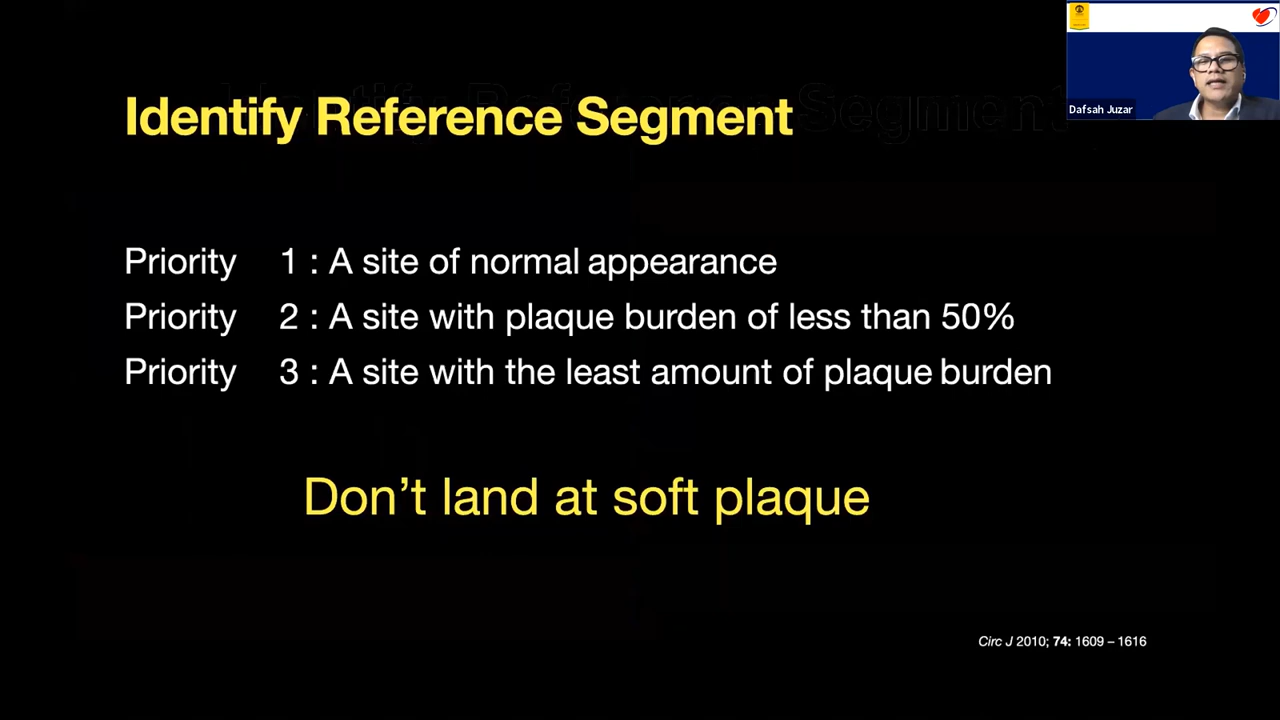 Identify Reference Segment
Dafsah Juzar
Priority 1 : A site of normal appearance
Priority 2 : A site with plaque burden of less than 50%
Priority 3 : A site with the least amount of plaque burden
Don’t land at soft plaque
Circ J 2010; 74: 1609 – 1616